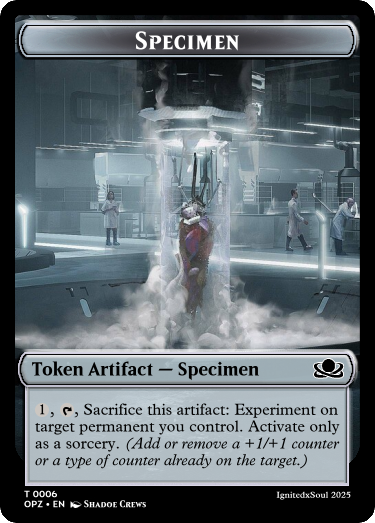 Specimen
Token Artifact — Specimen
1, T, Sacrifice this artifact: Experiment on
target permanent you control. Activate only
as a sorcery. (Add or remove a +1/+1 counter
or a type of counter already on the target.)
T 0006
OPZ • EN Shadoe Crews
IgnitedxSoul 2025